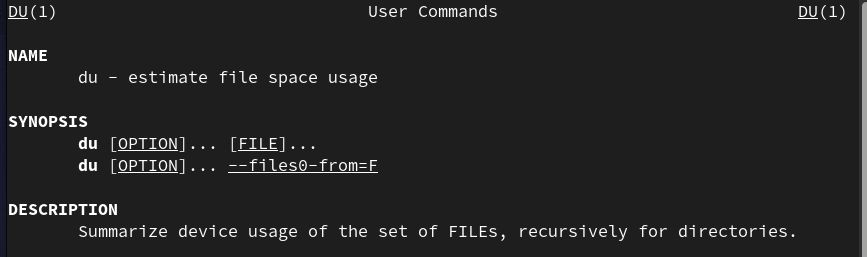 DU(1) User Commands DU(1)
NAME
du - estimate file space usage
SYNOPSIS
du [OPTION]... [FILE]...
du [OPTION]... --files0-from=F
DESCRIPTION
Summarize device usage of the set of FILEs, recursively for directories.